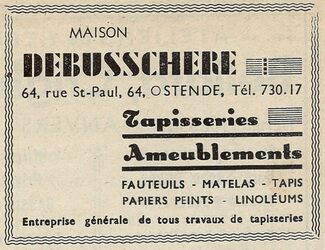 MAISON
DEBUSSCHERE
64, rue St-Paul, 64, OSTENDE, Tél. 730.17
Tapisseries
Ameublements
FAUTEUILS - MATELAS - TAPIS
PAPIERS PEINTS - LINOLÉUMS
Entreprise générale de tous travaux de tapisseries